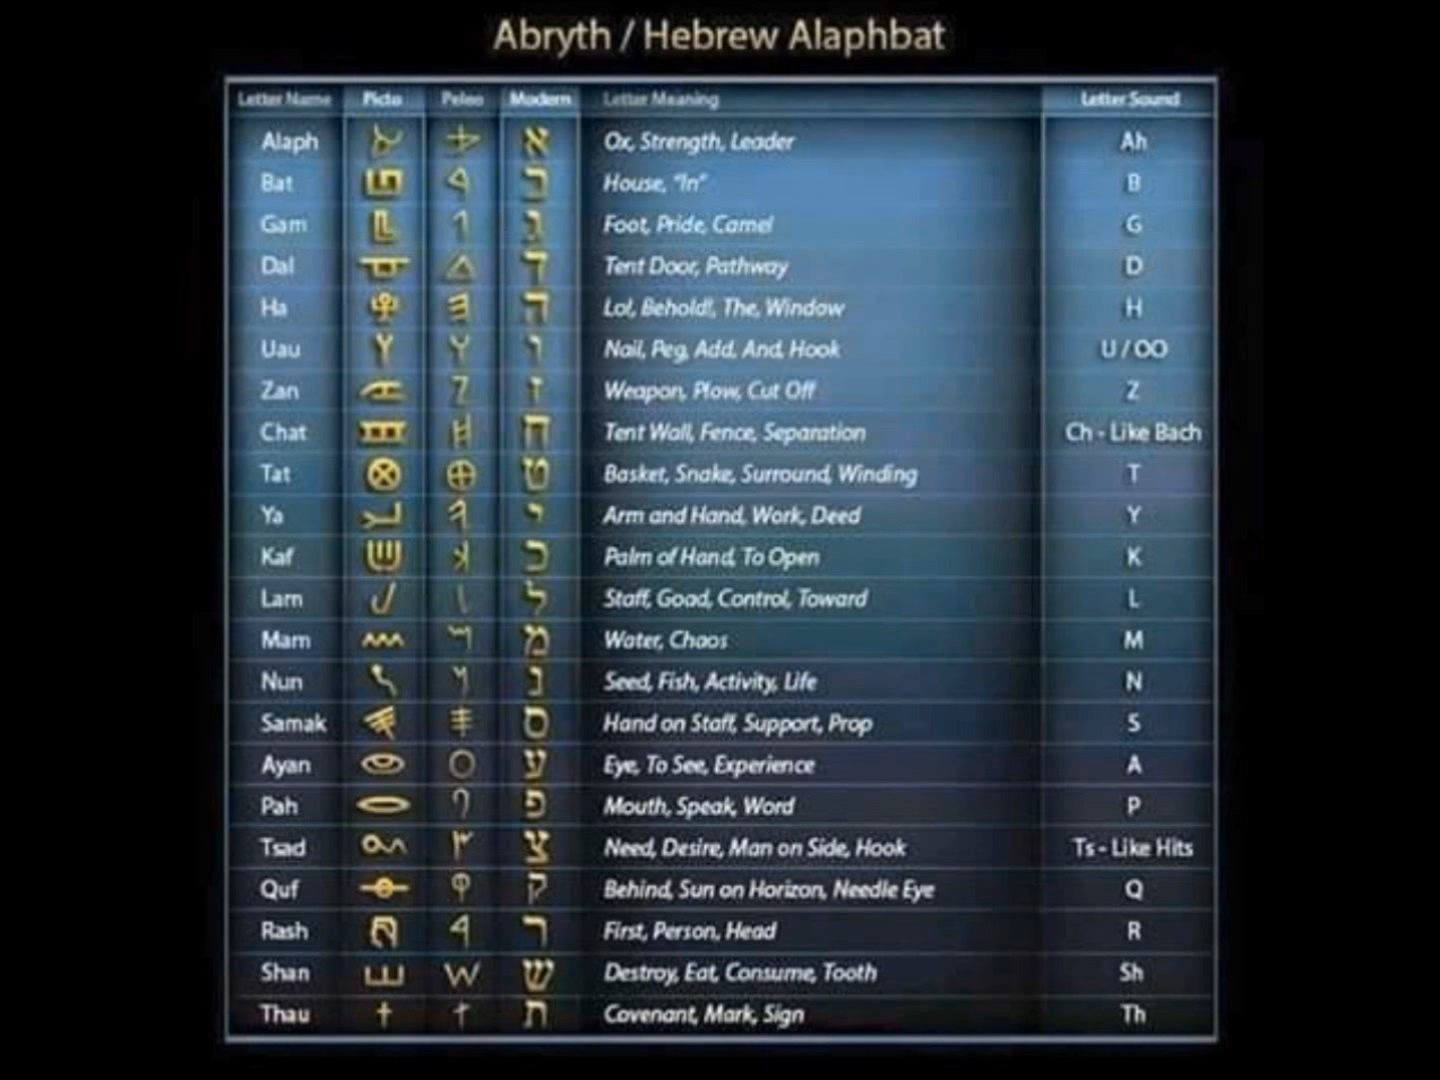 Abryth / Hebrew Alaphbat
Letter Name Picto Peleo Modern Letter Meaning Letter Sound
Alaph 𐤀 א Ox, Strength, Leader Ah
Bat 𐤁 כ House, "In" B
Gam 𐤂 נ Foot, Pride, Camel G
Dal 𐤃 ד Tent Door, Pathway D
Ha 𐤄 ה Lo!, Behold!, The, Window H
Uau 𐤅 ו Nail, Peg, Add, And, Hook U / OO
Zan 𐤆 ז Weapon, Plow, Cut Off Z
Chat 𐤇 ח Tent Wall, Fence, Separation Ch - Like Bach
Tat 𐤈 ט Basket, Snake, Surround, Winding T
Ya 𐤉 י Arm and Hand, Work, Deed Y
Kaf 𐤊 כ Palm of Hand, To Open K
Lam 𐤋 ל Staff, Goad, Control, Toward L
Mam 𐤌 מ Water, Chaos M
Nun 𐤍 נ Seed, Fish, Activity, Life N
Samak 𐤎 ס Hand on Staff, Support, Prop S
Ayan 𐤏 ע Eye, To See, Experience A
Pah 𐤐 פ Mouth, Speak, Word P
Tsad 𐤑 צ Need, Desire, Man on Side, Hook Ts - Like Hits
Quf 𐤒 ק Behind, Sun on Horizon, Needle Eye Q
Rash 𐤓 ר First, Person, Head R
Shan 𐤔 ש Destroy, Eat, Consume, Tooth Sh
Thau 𐤕 ת Covenant, Mark, Sign Th